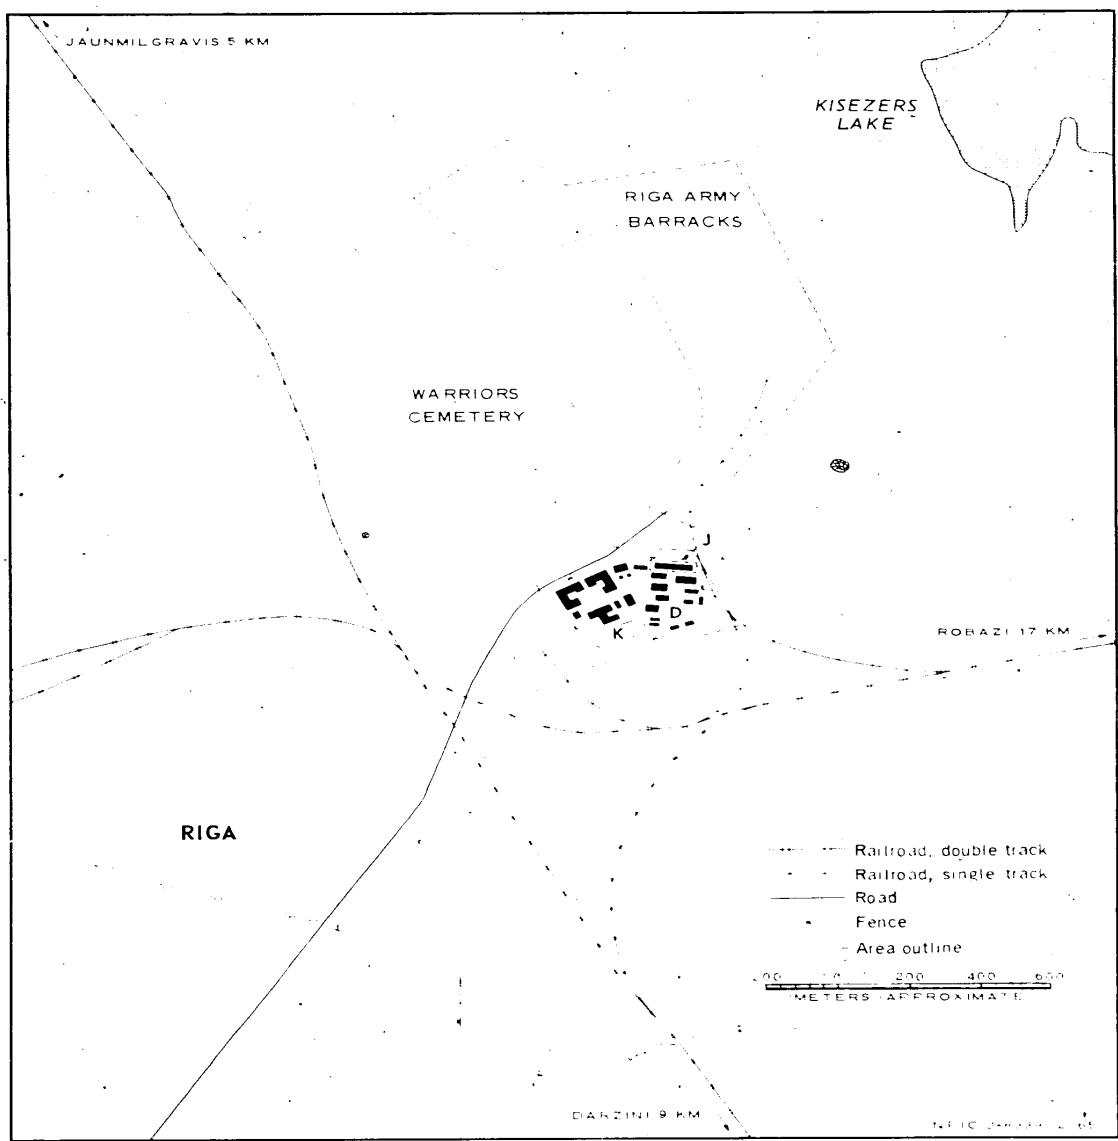 JAUNMILGRAVIS 5 KM
KISEZERS
LAKE
RIGA ARMY
BARRACKS
WARRIORS
CEMETERY
J
D
K
ROBAZI 17 KM
RIGA
Railroad, double track
Railroad, single track
Road
Fence
Area outline
200 200 400 600
METERS (APPROXIMATE
DARZINI 9 KM